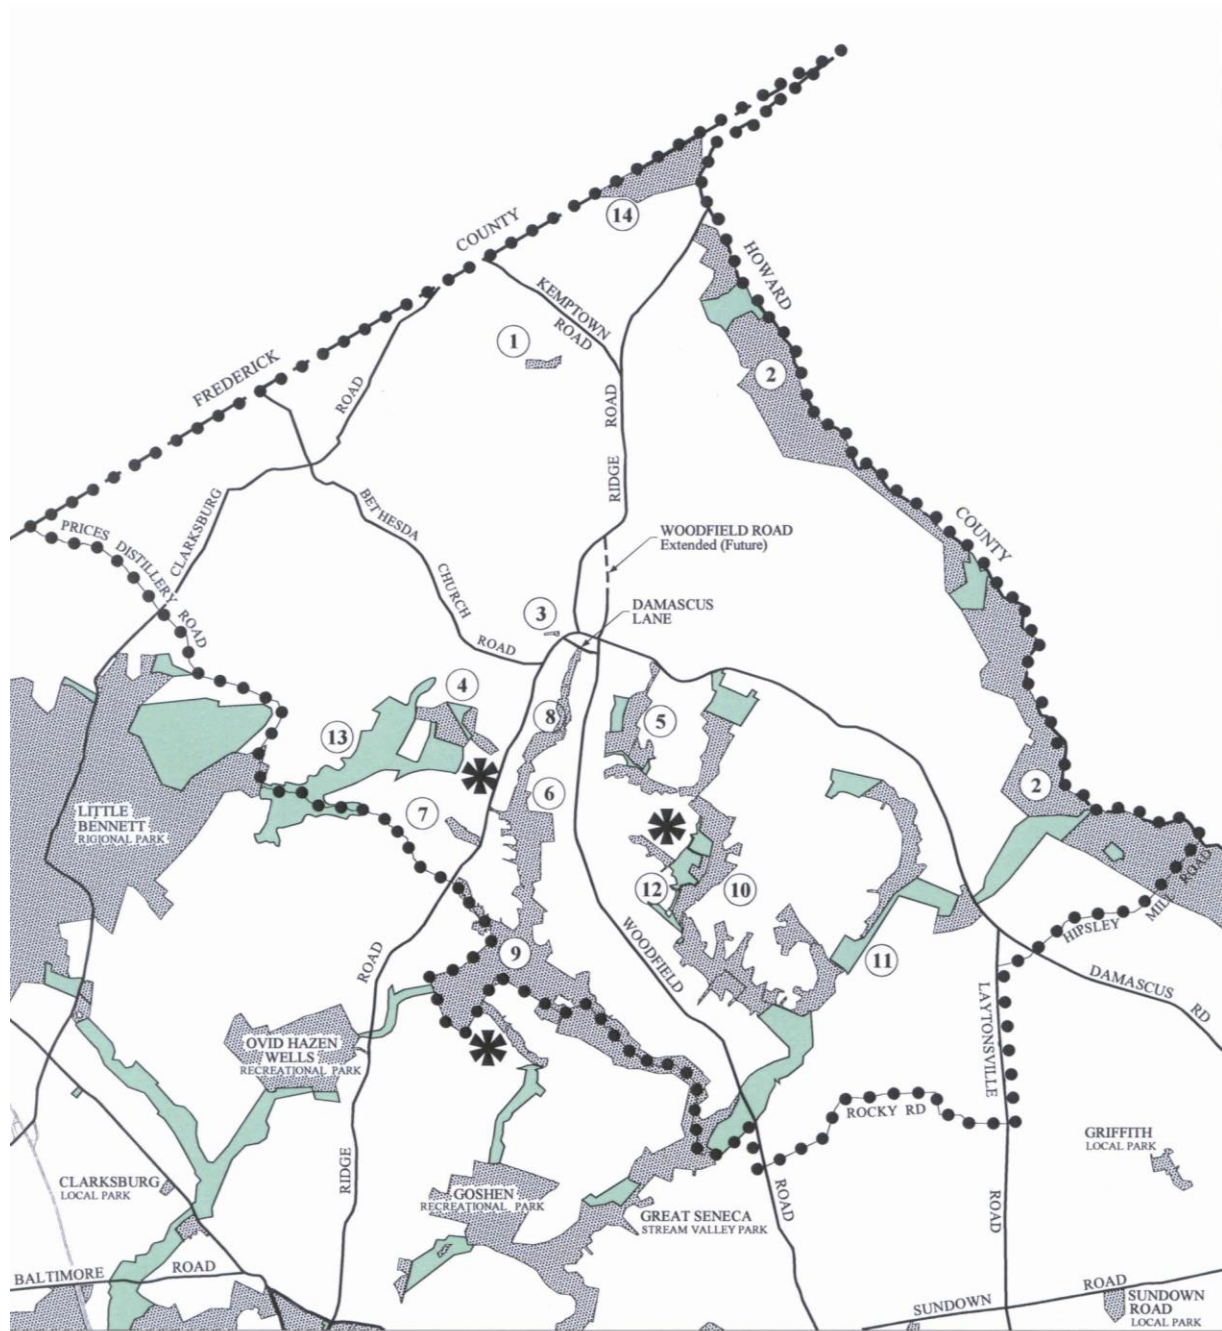 14
COUNTY
HOWARD
KEMPTOWN
ROAD
1
2
FREDERICK
ROAD
ROAD
RIDGE
CLARKSBURG
BETHESDA
CHURCH
ROAD
COUNTY
WOODFIELD ROAD
Extended (Future)
PRICES DISTILLERY ROAD
3
DAMASCUS
LANE
4
8
5
13
6
7
2
LITTLE
BENNETT
RIGIONAL PARK
12
10
9
WOODFIELD
11
HIPSLEY MILL ROAD
DAMASCUS
RD
ROAD
LAYTONSVILLE
OVID HAZEN
WELLS
RECREATIONAL PARK
ROCKY RD
GRIFFITH
LOCAL PARK
RIDGE
CLARKSBURG
LOCAL PARK
GOSHEN
RECREATIONAL PARK
GREAT SENECA
STREAM VALLEY PARK
ROAD
ROAD
BALTIMORE ROAD
SUNDOWN ROAD
SUNDOWN
ROAD
LOCAL PARK